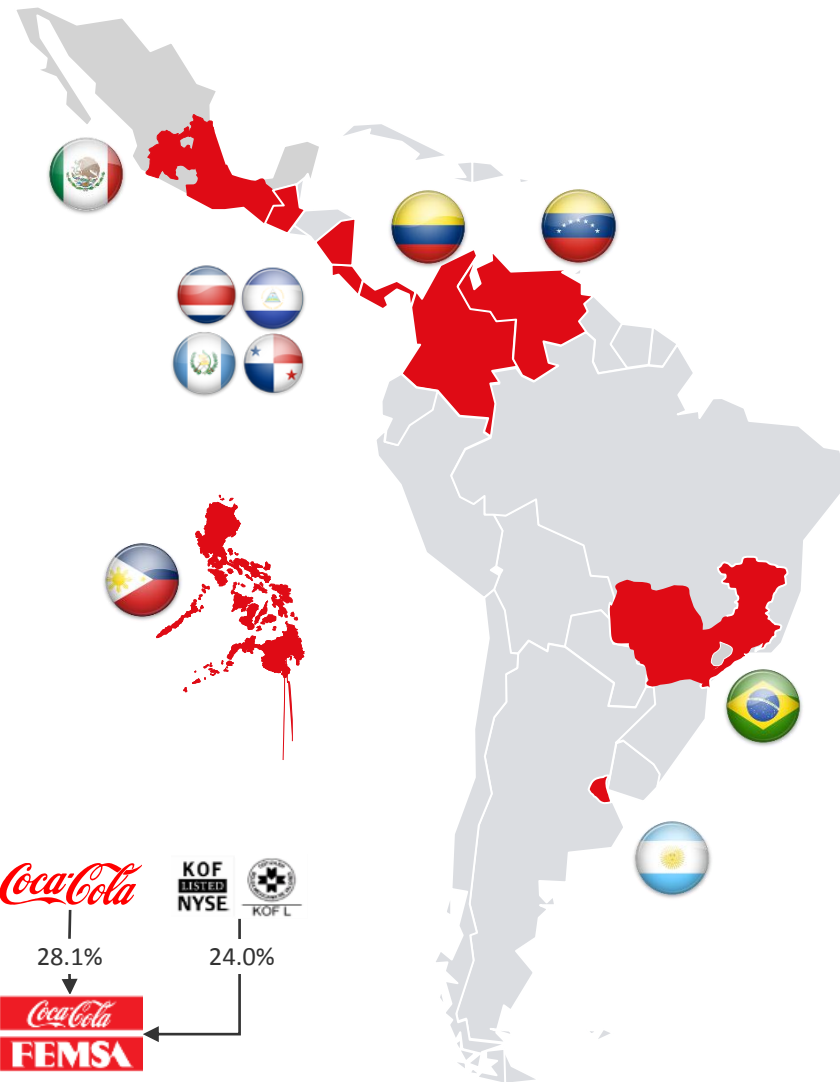 Coca-Cola
KOF
LISTED
NYSE
KOF L
28.1%
24.0%
Coca-Cola
FEMSA